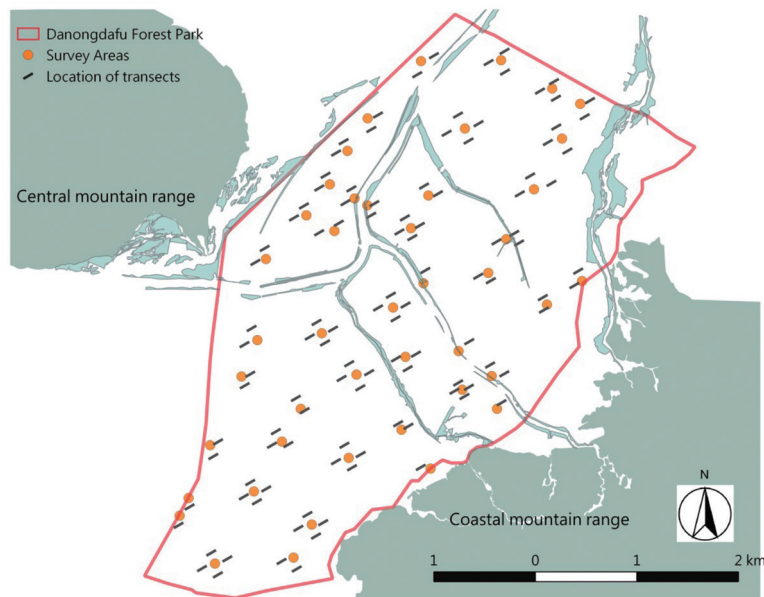 Danongdafu Forest Park
Survey Areas
Location of transects
Central mountain range
Coastal mountain range
N
1 0 1 2 km